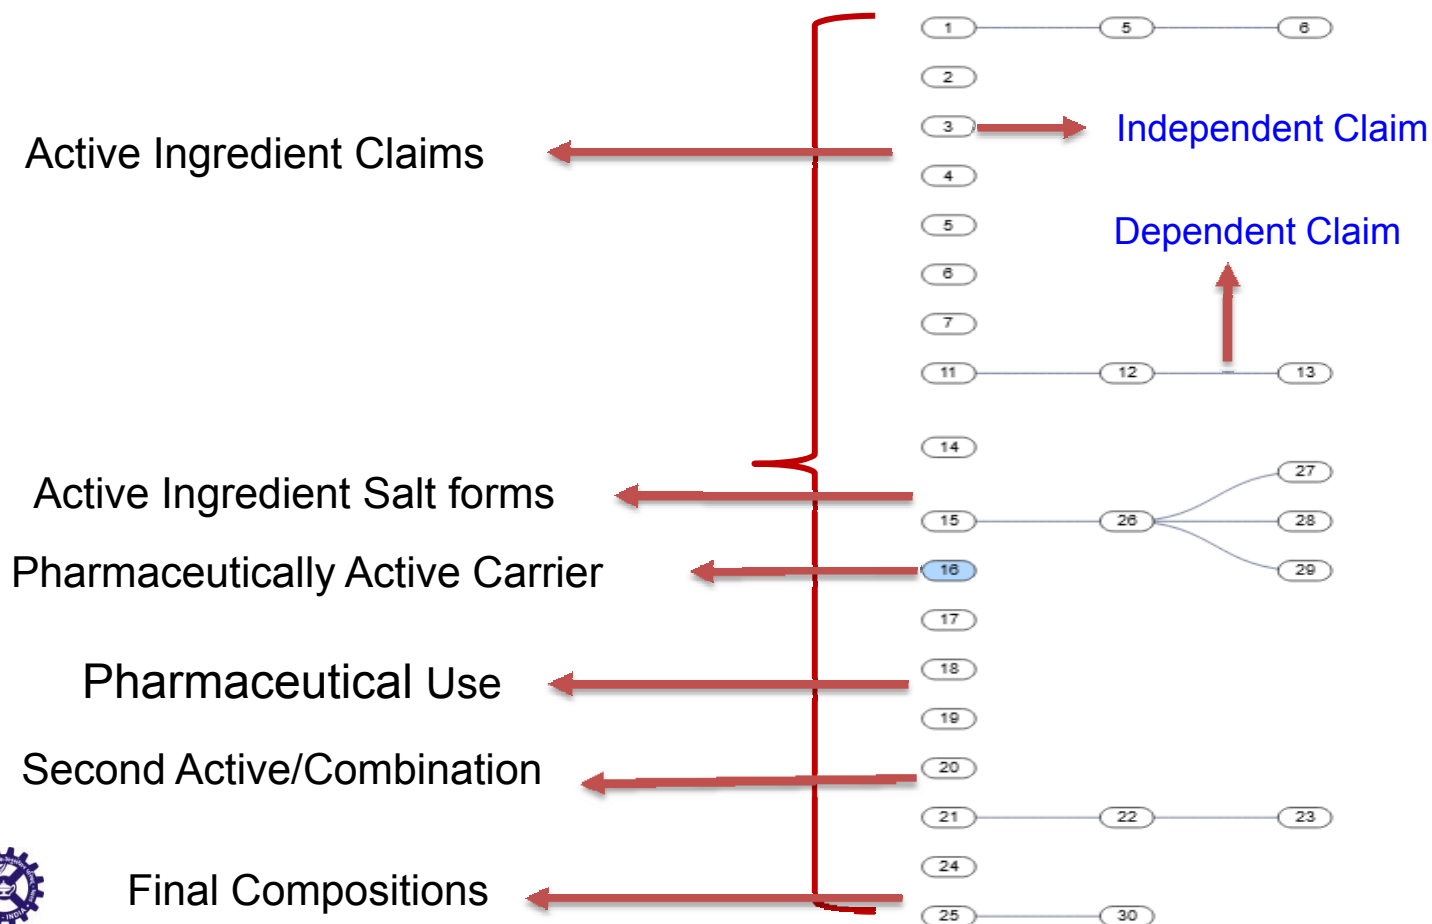 1 5 6
2
3 Independent Claim
Active Ingredient Claims
4
5 Dependent Claim
6
7
11 12 13
14
27
Active Ingredient Salt forms
15 26 28
Pharmaceutically Active Carrier
16 29
17
Pharmaceutical Use
18
19
Second Active/Combination
20
21 22 23
24
Final Compositions
25 30